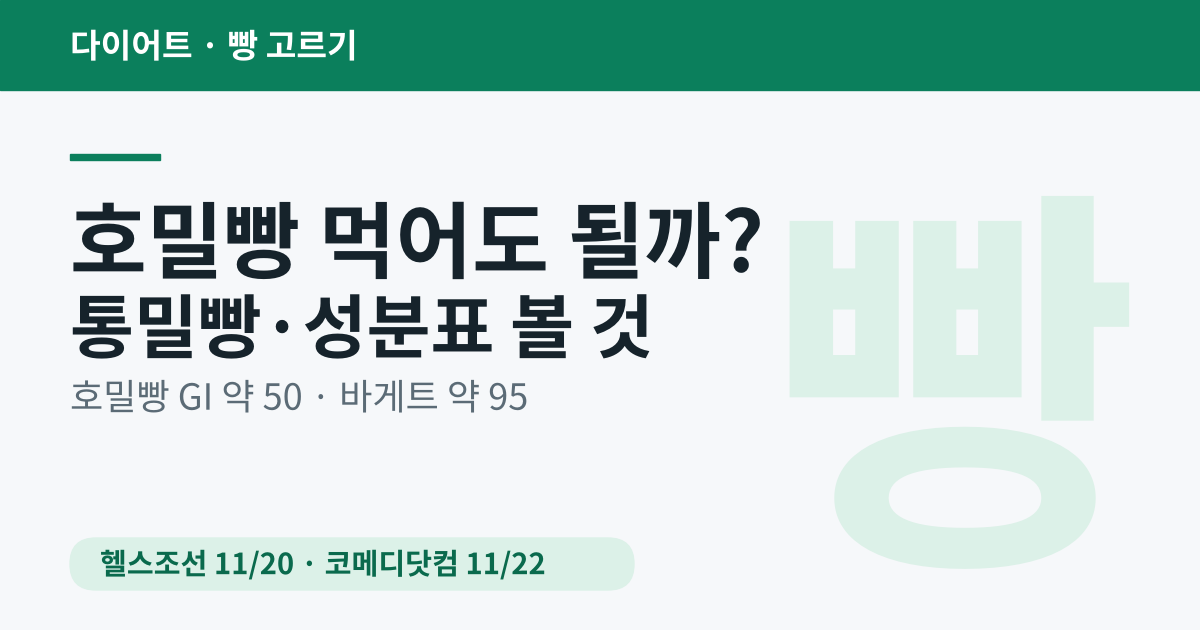 다이어트 · 빵 고르기
호밀빵 먹어도 될까?
통밀빵·성분표 볼 것
호밀빵 GI 약 50 · 바게트 약 95
빵
헬스조선 11/20 · 코메디닷컴 11/22